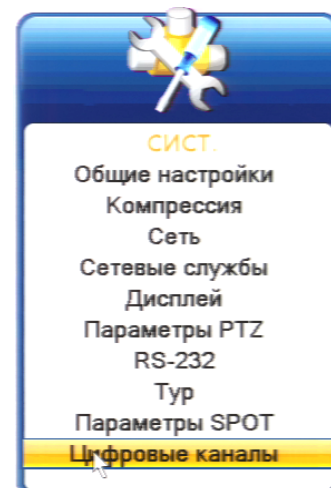 СИСТ.
Общие настройки
Компрессия
Сеть
Сетевые службы
Дисплей
Параметры PTZ
RS-232
Тур
Параметры SPOT
Цифровые каналы